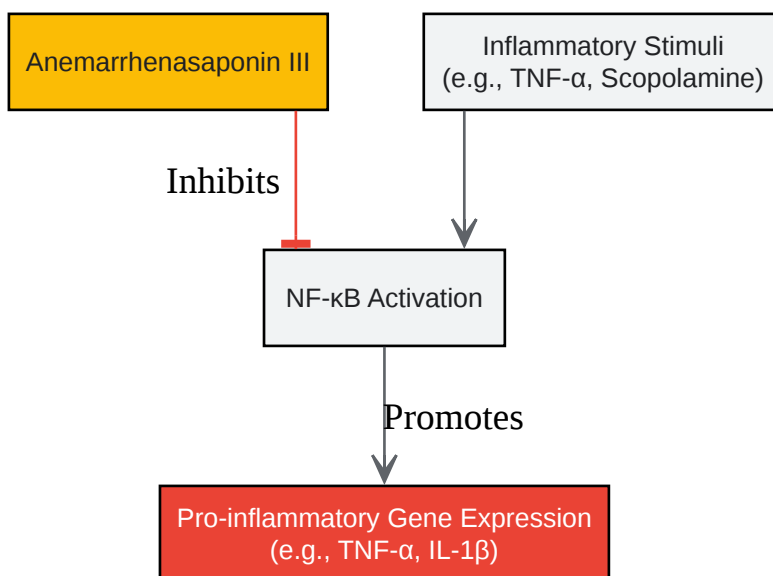 Anemarrhenasaponin III
Inflammatory Stimuli
(e.g., TNF-α, Scopolamine)
Inhibits
NF-κB Activation
Promotes
Pro-inflammatory Gene Expression
(e.g., TNF-α, IL-1β)